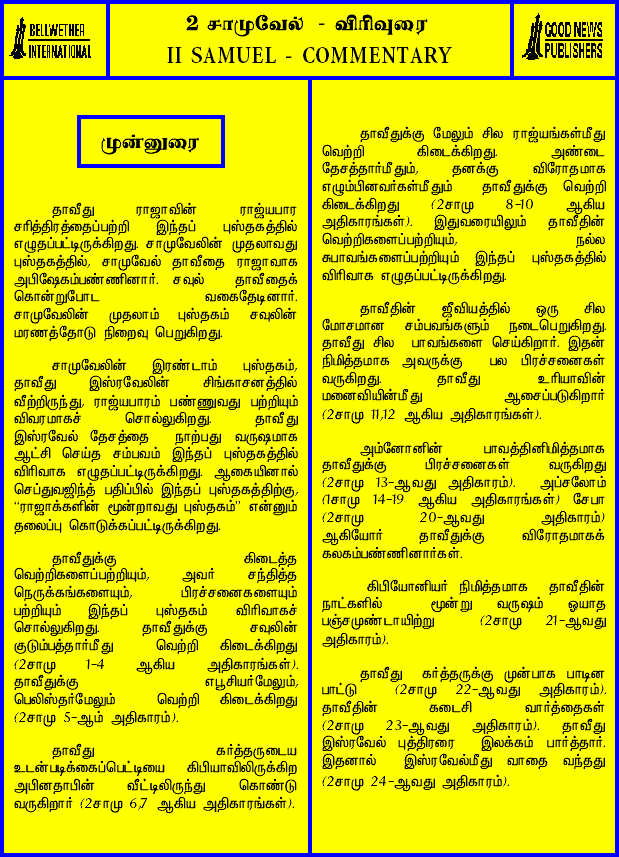 BELLWETHER
INTERNATIONAL
2 சாமுவேல் - விரிவுரை
II SAMUEL - COMMENTARY
GOOD NEWS
PUBLISHERS
முன்னுரை
தாவீது ராஜாவின் ராஜ்யபார
சரித்திரத்தைப்பற்றி இந்தப் புஸ்தகத்தில்
எழுதப்பட்டிருக்கிறது. சாமுவேலின் முதலாவது
புஸ்தகத்தில், சாமுவேல் தாவீதை ராஜாவாக
அபிஷேகம்பண்ணினார். சவுல் தாவீதைக்
கொன்றுபோட வகைதேடினார்.
சாமுவேலின் முதலாம் புஸ்தகம் சவுலின்
மரணத்தோடு நிறைவு பெறுகிறது.
சாமுவேலின் இரண்டாம் புஸ்தகம்,
தாவீது இஸ்ரவேலின் சிங்காசனத்தில்
வீற்றிருந்து, ராஜ்யபாரம் பண்ணுவது பற்றியும்
விவரமாகச் சொல்லுகிறது. தாவீது
இஸ்ரவேல் தேசத்தை நாற்பது வருஷமாக
ஆட்சி செய்த சம்பவம் இந்தப் புஸ்தகத்தில்
விரிவாக எழுதப்பட்டிருக்கிறது. ஆகையினால்
செப்துவஜிந்த் பதிப்பில் இந்தப் புஸ்தகத்திற்கு,
“ராஜாக்களின் மூன்றாவது புஸ்தகம்” என்னும்
தலைப்பு கொடுக்கப்பட்டிருக்கிறது.
தாவீதுக்கு கிடைத்த
வெற்றிகளைப்பற்றியும், அவர் சந்தித்த
நெருக்கங்களையும், பிரச்சனைகளையும்
பற்றியும் இந்தப் புஸ்தகம் விரிவாகச்
சொல்லுகிறது. தாவீதுக்கு சவுலின்
குடும்பத்தார்மீது வெற்றி கிடைக்கிறது
(2சாமு 1-4 ஆகிய அதிகாரங்கள்).
தாவீதுக்கு எபூசியர்மேலும்,
பெலிஸ்தர்மேலும் வெற்றி கிடைக்கிறது
(2சாமு 5-ஆம் அதிகாரம்).
தாவீது கர்த்தருடைய
உடன்படிக்கைப்பெட்டியை கிபியாவிலிருக்கிற
அபினதாபின் வீட்டிலிருந்து கொண்டு
வருகிறார் (2சாமு 6,7 ஆகிய அதிகாரங்கள்).
தாவீதுக்கு மேலும் சில ராஜ்யங்கள்மீது
வெற்றி கிடைக்கிறது. அண்டை
தேசத்தார்மீதும், தனக்கு விரோதமாக
எழும்பினவர்கள்மீதும் தாவீதுக்கு வெற்றி
கிடைக்கிறது (2சாமு 8-10 ஆகிய
அதிகாரங்கள்). இதுவரையிலும் தாவீதின்
வெற்றிகளைப்பற்றியும், நல்ல
சுபாவங்களைப்பற்றியும் இந்தப் புஸ்தகத்தில்
விரிவாக எழுதப்பட்டிருக்கிறது.
தாவீதின் ஜீவியத்தில் ஒரு சில
மோசமான சம்பவங்களும் நடைபெறுகிறது.
தாவீது சில பாவங்களை செய்கிறார். இதன்
நிமித்தமாக அவருக்கு பல பிரச்சனைகள்
வருகிறது. தாவீது உரியாவின்
மனைவியின்மீது ஆசைப்படுகிறார்
(2சாமு 11,12 ஆகிய அதிகாரங்கள்).
அம்னோனின் பாவத்தினிமித்தமாக
தாவீதுக்கு பிரச்சனைகள் வருகிறது
(2சாமு 13-ஆவது அதிகாரம்). அப்சலோம்
(1சாமு 14-19 ஆகிய அதிகாரங்கள்) சேபா
(2சாமு 20-ஆவது அதிகாரம்)
ஆகியோர் தாவீதுக்கு விரோதமாகக்
கலகம்பண்ணினார்கள்.
கிபியோனியர் நிமித்தமாக தாவீதின்
நாட்களில் மூன்று வருஷம் ஓயாத
பஞ்சமுண்டாயிற்று (2சாமு 21-ஆவது
அதிகாரம்).
தாவீது கர்த்தருக்கு முன்பாக பாடின
பாட்டு (2சாமு 22-ஆவது அதிகாரம்).
தாவீதின் கடைசி வார்த்தைகள்
(2சாமு 23-ஆவது அதிகாரம்). தாவீது
இஸ்ரவேல் புத்திரரை இலக்கம் பார்த்தார்.
இதனால் இஸ்ரவேல்மீது வாதை வந்தது
(2சாமு 24-ஆவது அதிகாரம்).